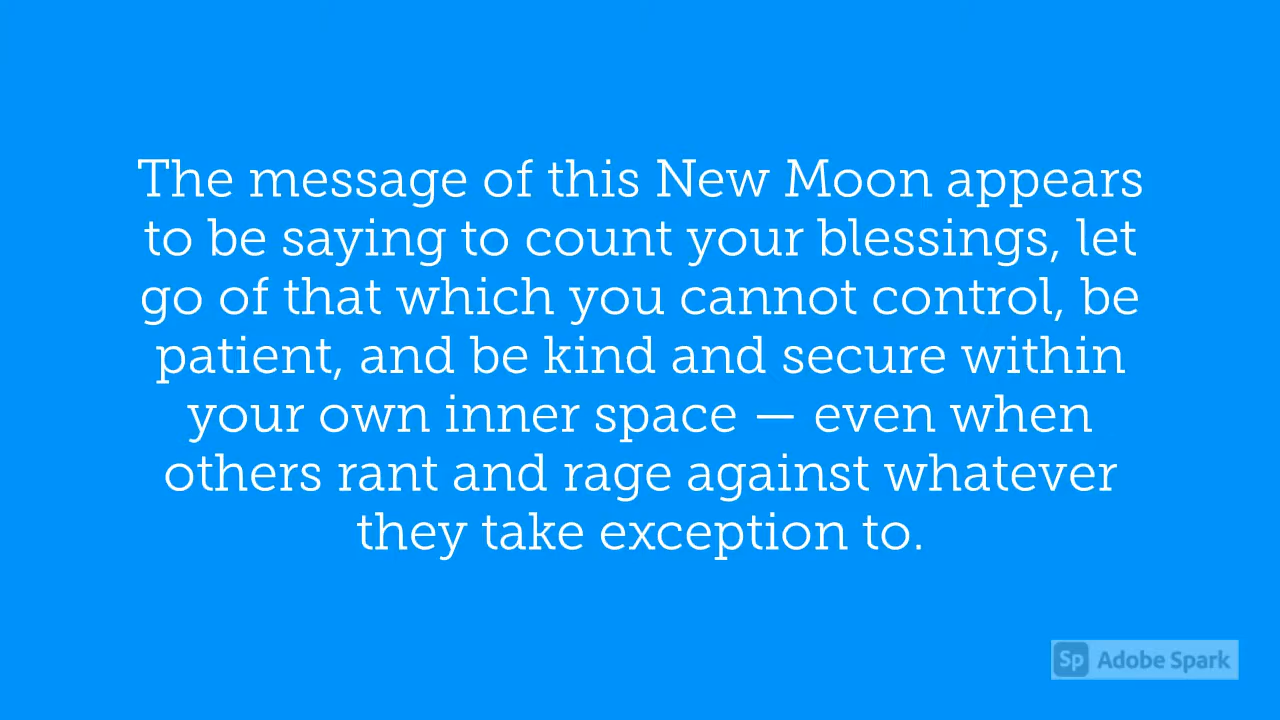 The message of this New Moon appears
to be saying to count your blessings, let
go of that which you cannot control, be
patient, and be kind and secure within
your own inner space — even when
others rant and rage against whatever
they take exception to.
Sp Adobe Spark